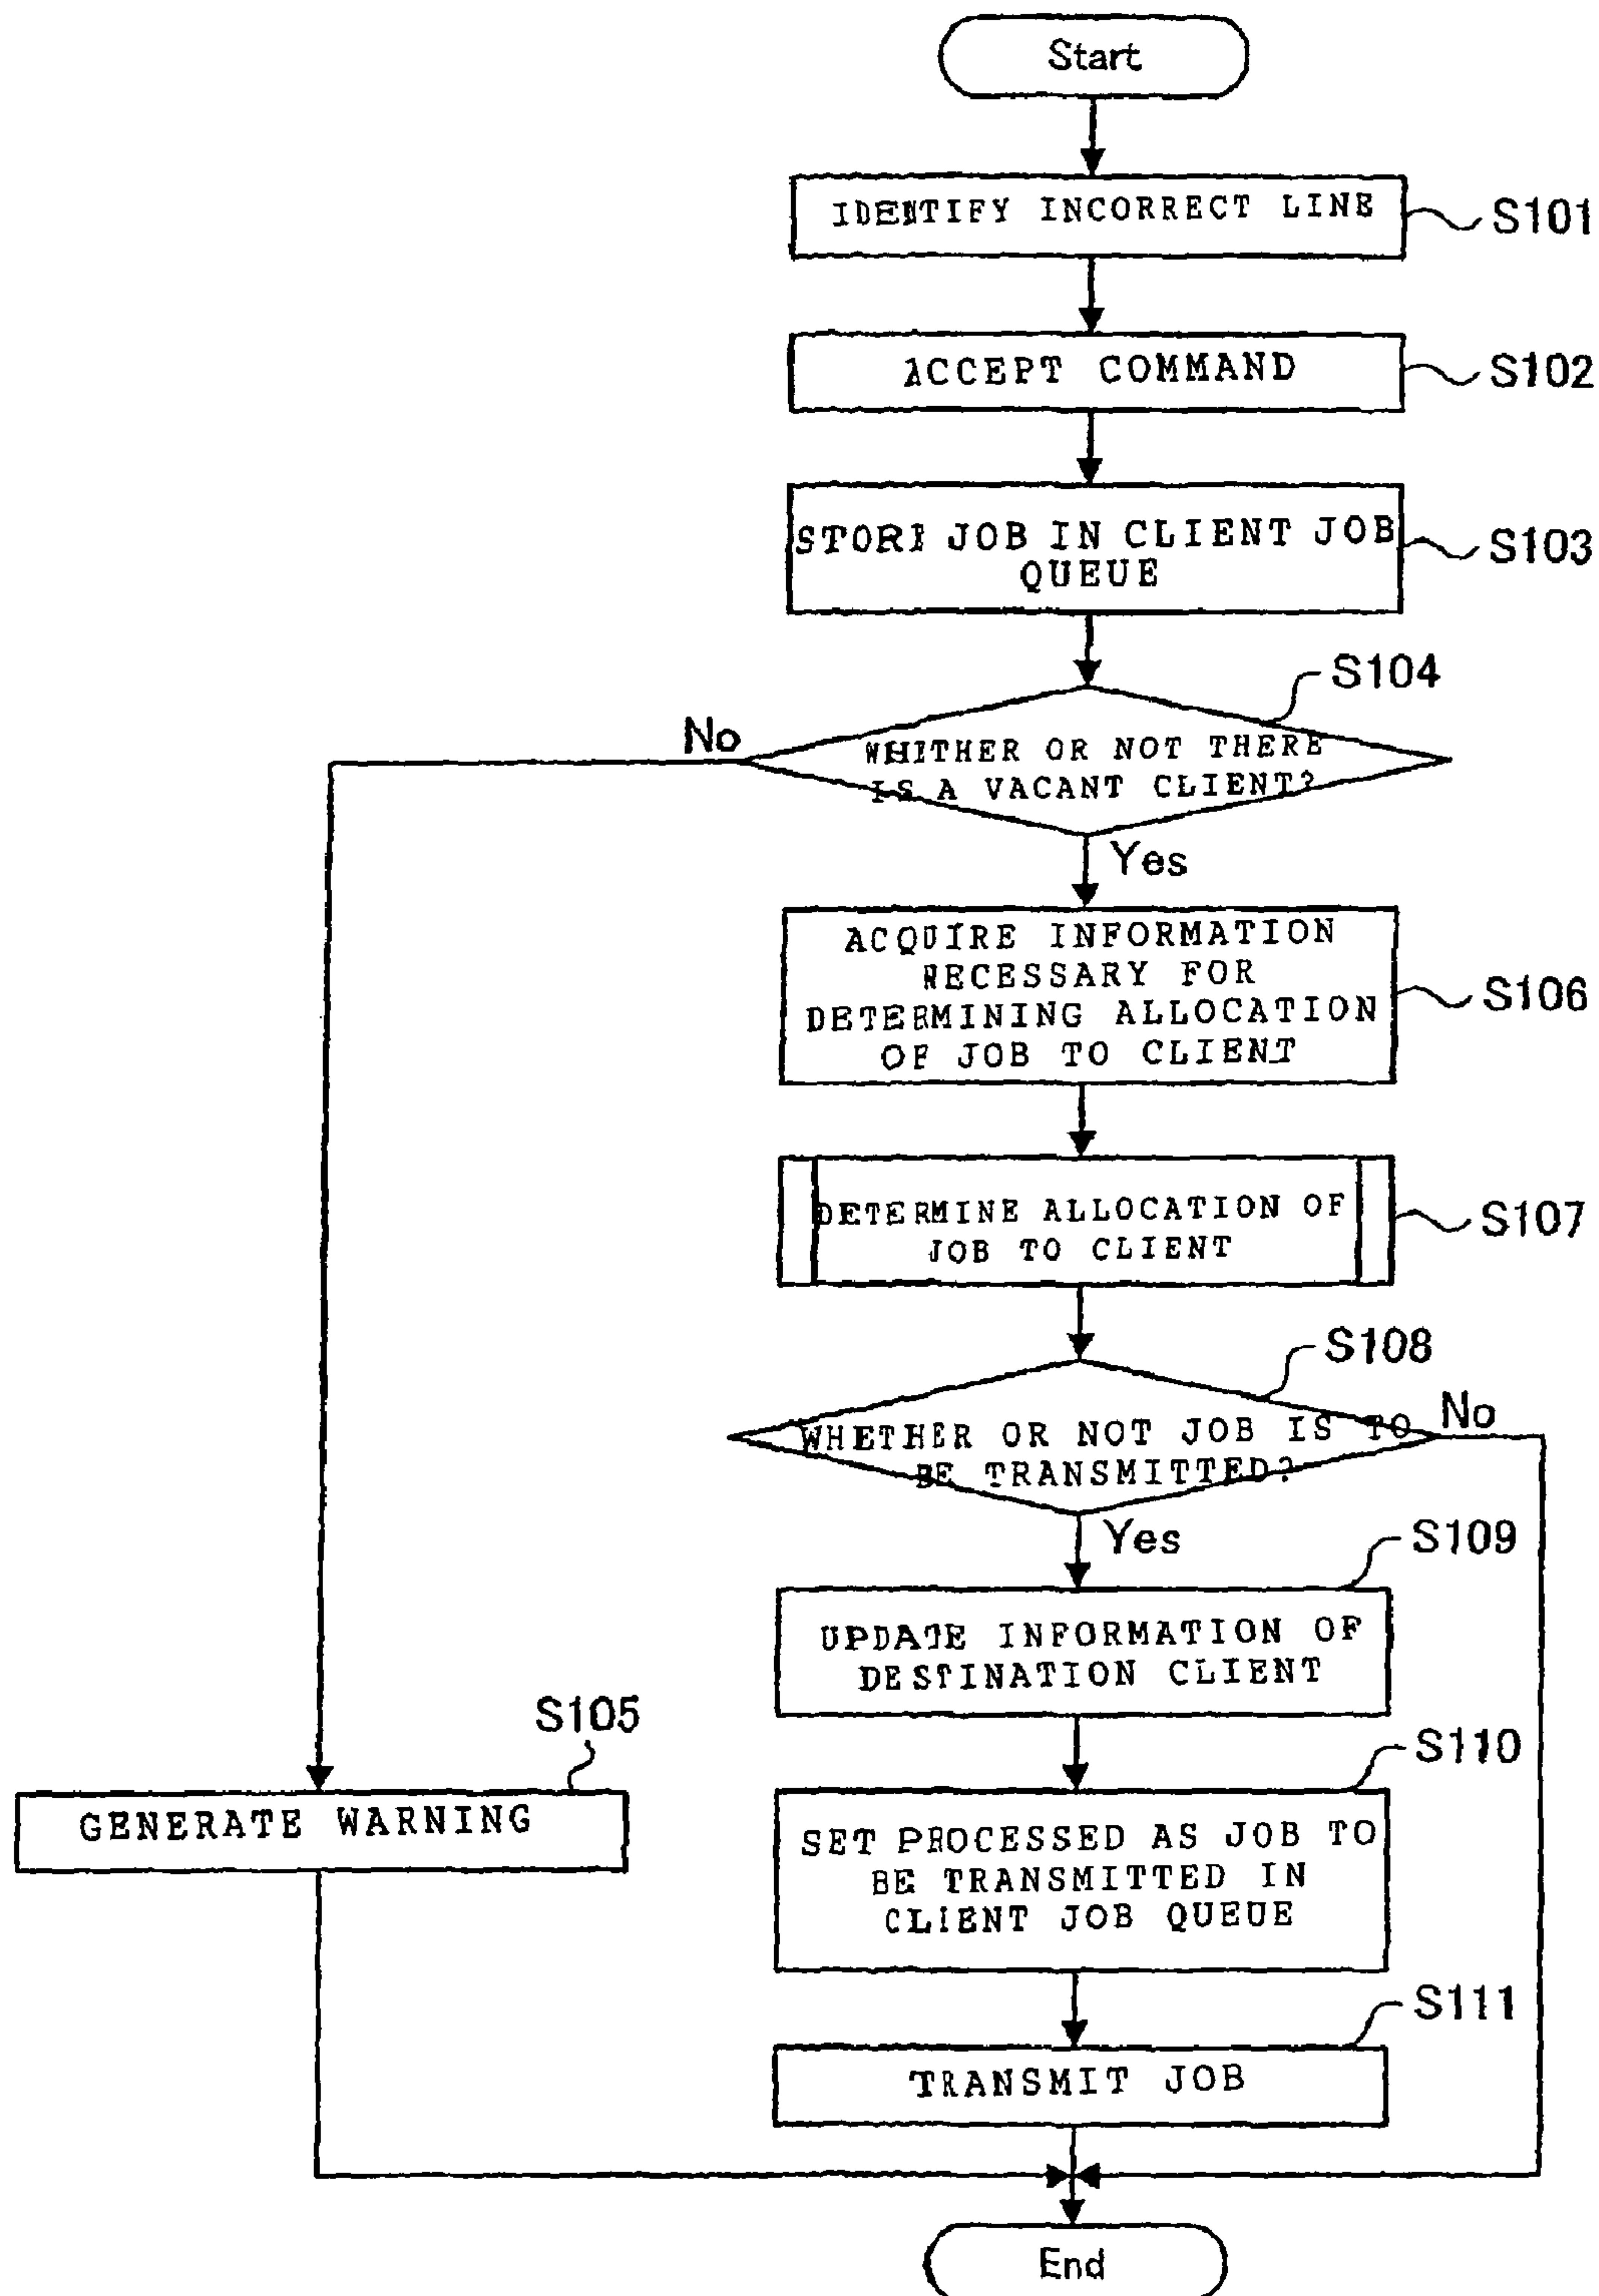 Start
IDENTIFY INCORRECT LINE
S101
ACCEPT COMMAND
S102
STORE JOB IN CLIENT JOB
QUEUE
S103
S104
No
WHETHER OR NOT THERE
IS A VACANT CLIENT?
Yes
ACQUIRE INFORMATION
NECESSARY FOR
DETERMINING ALLOCATION
OF JOB TO CLIENT
S106
DETERMINE ALLOCATION OF
JOB TO CLIENT
S107
S108
No
WHETHER OR NOT JOB IS TO
BE TRANSMITTED?
Yes
S109
UPDATE INFORMATION OF
DESTINATION CLIENT
S105
GENERATE WARNING
S110
SET PROCESSED AS JOB TO
BE TRANSMITTED IN
CLIENT JOB QUEUE
S111
TRANSMIT JOB
End